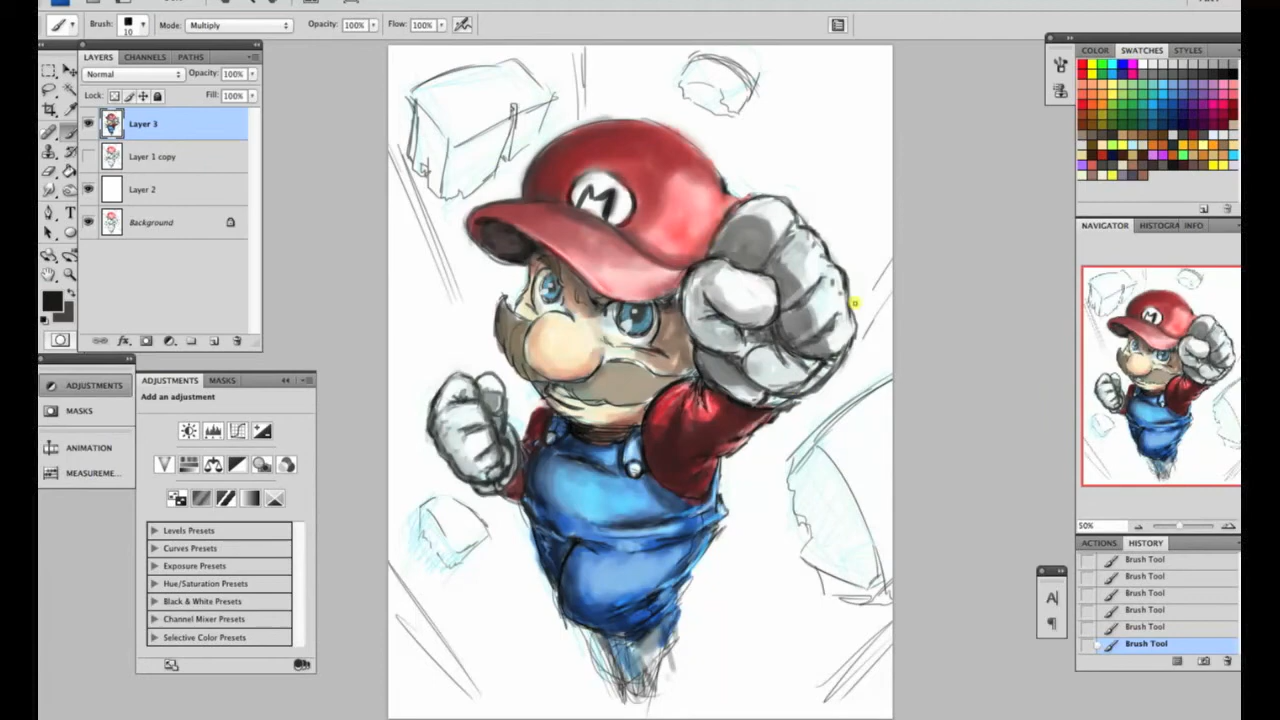 Brush: 10 Mode: Multiply Opacity: 100% Flow: 100%
LAYERS CHANNELS PATHS
Normal Opacity: 100%
Lock: Fill: 100%
Layer 3
Layer 1 copy
Layer 2
Background
fx
ADJUSTMENTS
MASKS
ANIMATION
MEASUREME...
ADJUSTMENTS MASKS
Add an adjustment
Levels Presets
Curves Presets
Exposure Presets
Hue/Saturation Presets
Black & White Presets
Channel Mixer Presets
Selective Color Presets
M
COLOR SWATCHES STYLES
NAVIGATOR HISTOGRA INFO
M
50%
ACTIONS HISTORY
Brush Tool
Brush Tool
Brush Tool
Brush Tool
Brush Tool
Brush Tool